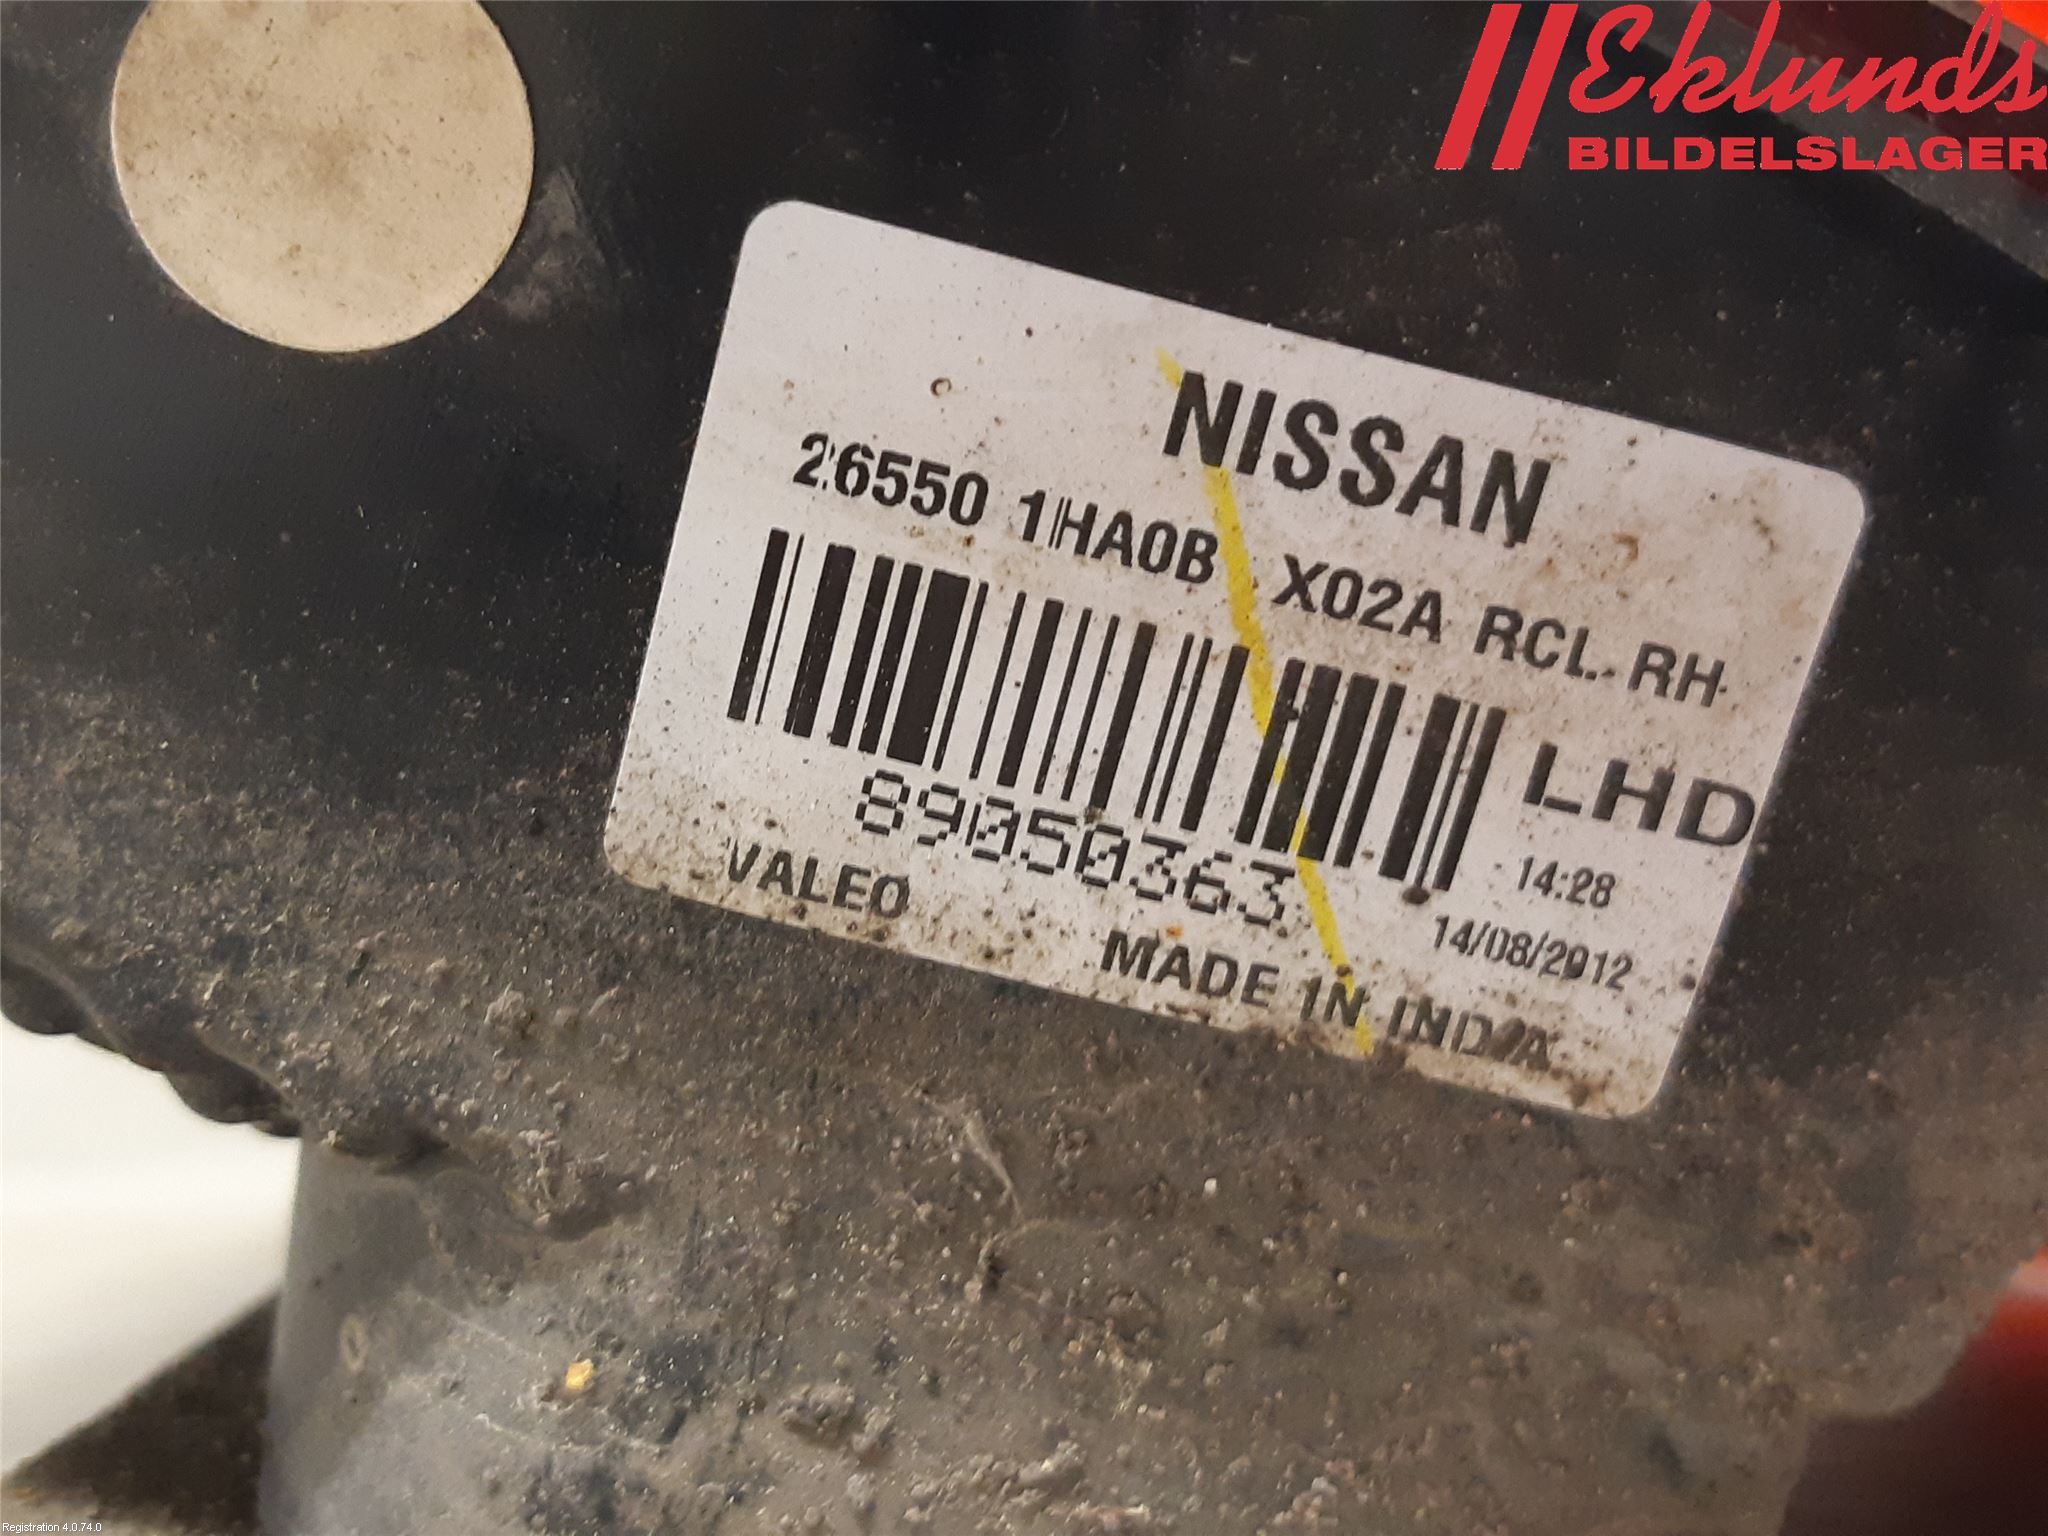 Eklunds
BILDELSLAGER
NISSAN
26550 1HA0B X02A RCL RH
LHD
89050363
14:28
VALEO
14/08/2012
MADE IN INDIA
Registration 4.0.74.0